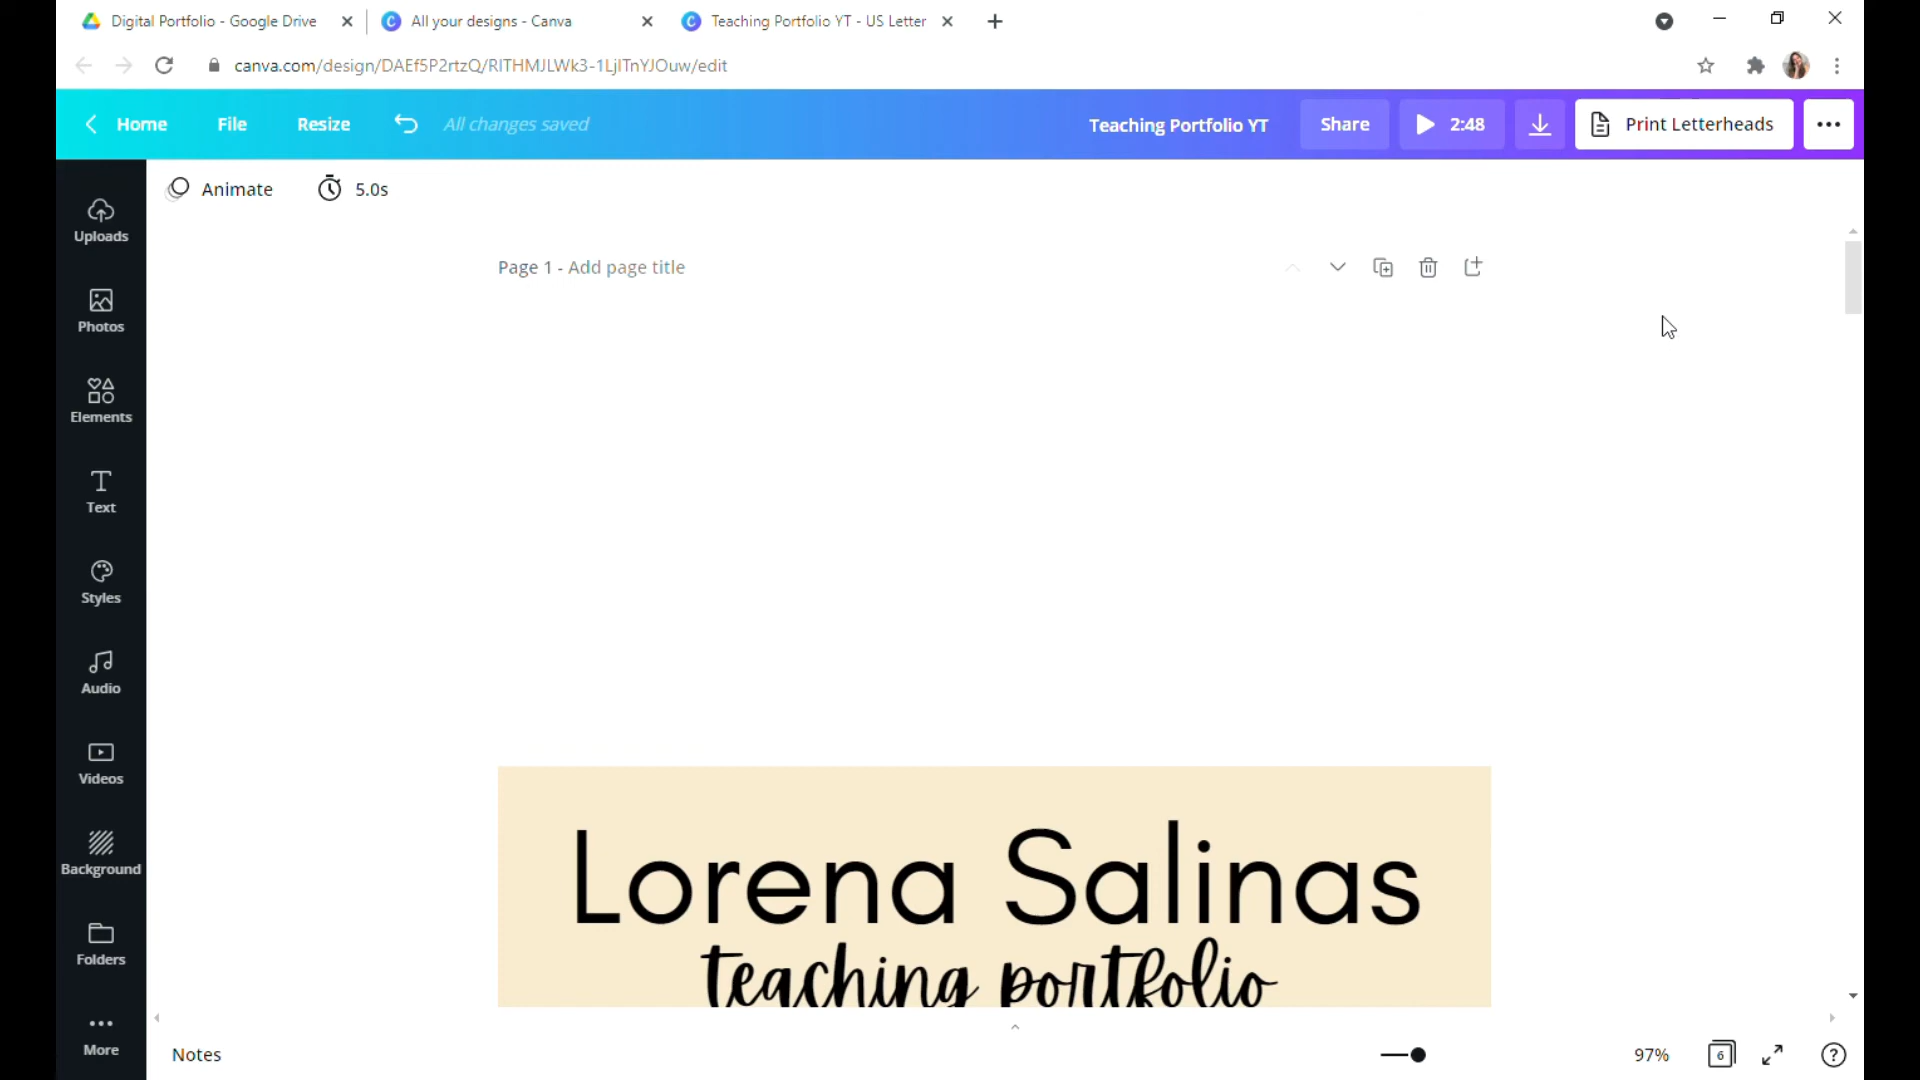 Digital Portfolio - Google Drive
All your designs - Canva
Teaching Portfolio YT - US Letter
canva.com/design/DAEf5P2rtzQ/RITHMJLWk3-1LjlTnYJOuw/edit
Home
File
Resize
All changes saved
Teaching Portfolio YT
Share
2:48
Print Letterheads
Animate
5.0s
Uploads
Photos
Elements
Text
Styles
Audio
Videos
Background
Folders
More
Page 1 - Add page title
Lorena Salinas
teaching portfolio
Notes
97%
6